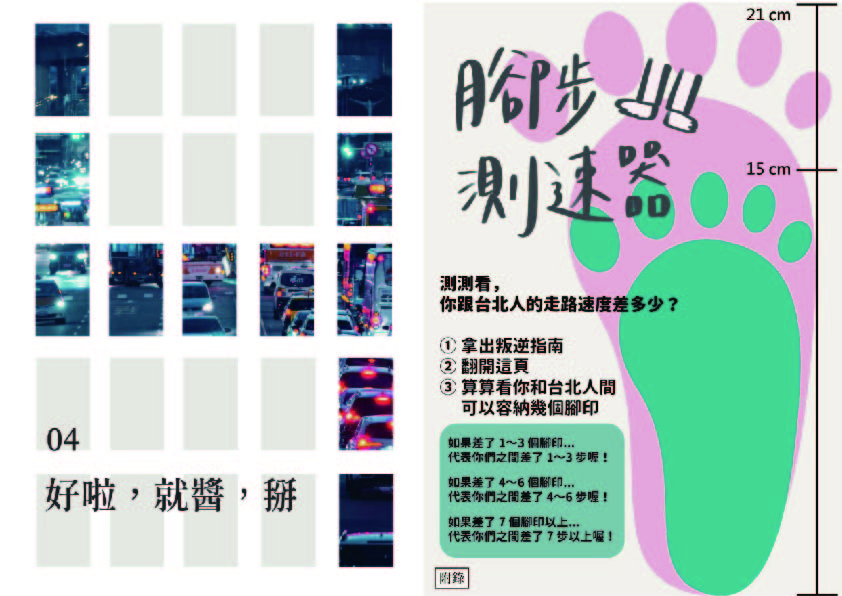 04
好啦，就醬，掰
21 cm
腳步
測速器
15 cm
測測看，
你跟台北人的走路速度差多少？
① 拿出叛逆指南
② 翻開這頁
③ 算算看你和台北人間
可以容納幾個腳印
如果差了 1～3 個腳印...
代表你們之間差了 1～3 步喔！
如果差了 4～6 個腳印...
代表你們之間差了 4～6 步喔！
如果差了 7 個腳印以上...
代表你們之間差了 7 步以上喔！
附錄